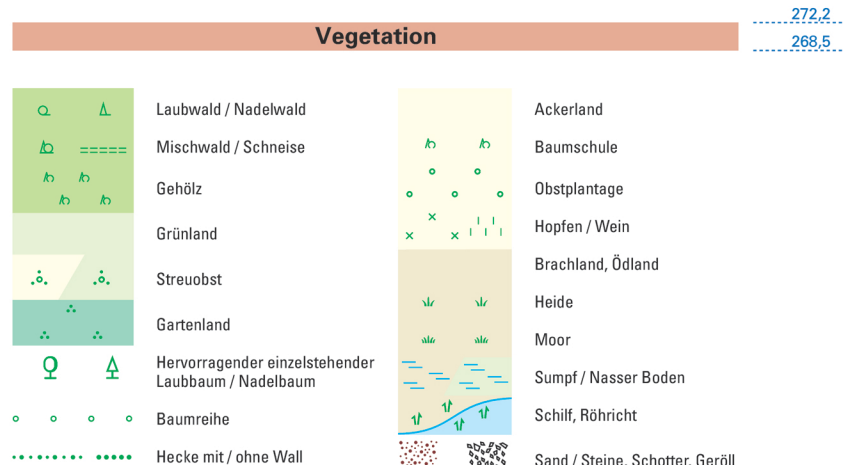 272,2
Vegetation
268,5
Laubwald / Nadelwald
Mischwald / Schneise
Gehölz
Grünland
Streuobst
Gartenland
Hervorragender einzelstehender
Laubbaum / Nadelbaum
Baumreihe
Hecke mit / ohne Wall
Ackerland
Baumschule
Obstplantage
Hopfen / Wein
Brachland, Ödland
Heide
Moor
Sumpf / Nasser Boden
Schilf, Röhricht
Sand / Steine, Schotter, Geröll